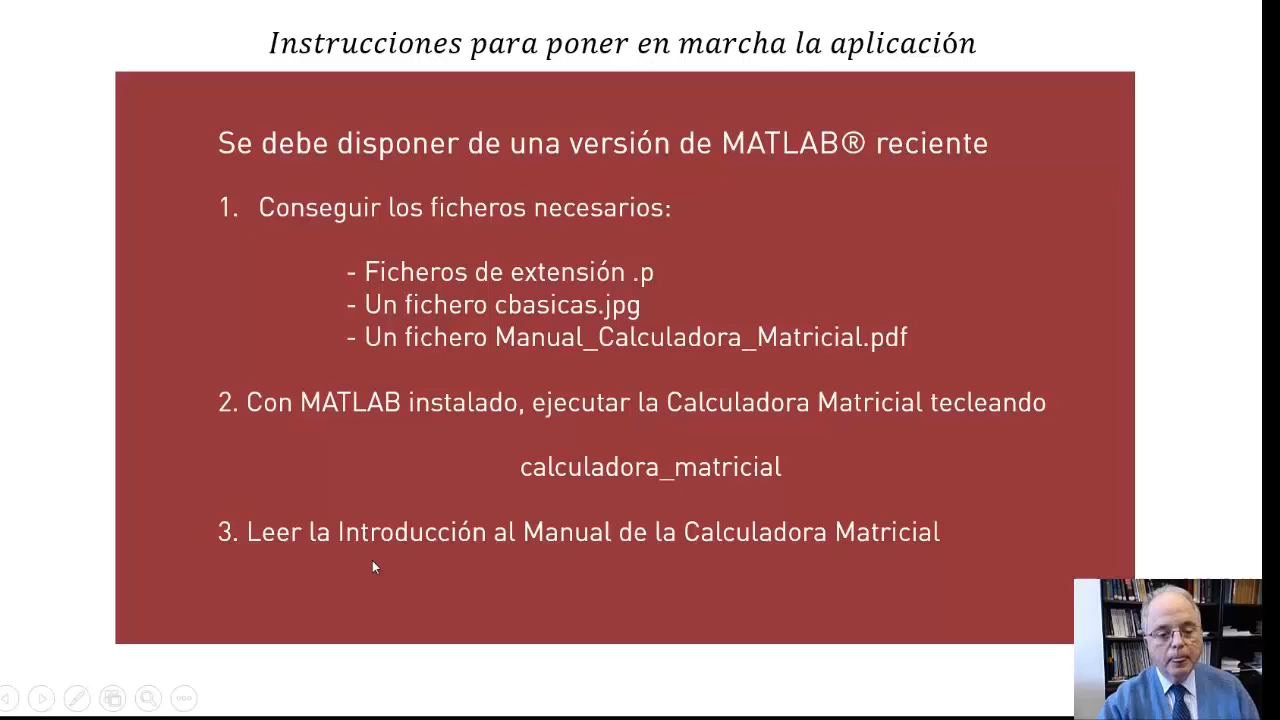 Instrucciones para poner en marcha la aplicación
Se debe disponer de una versión de MATLAB® reciente
1. Conseguir los ficheros necesarios:
- Ficheros de extensión .p
- Un fichero cbasicas.jpg
- Un fichero Manual_Calculadora_Matricial.pdf
2. Con MATLAB instalado, ejecutar la Calculadora Matricial tecleando
calculadora_matricial
3. Leer la Introducción al Manual de la Calculadora Matricial